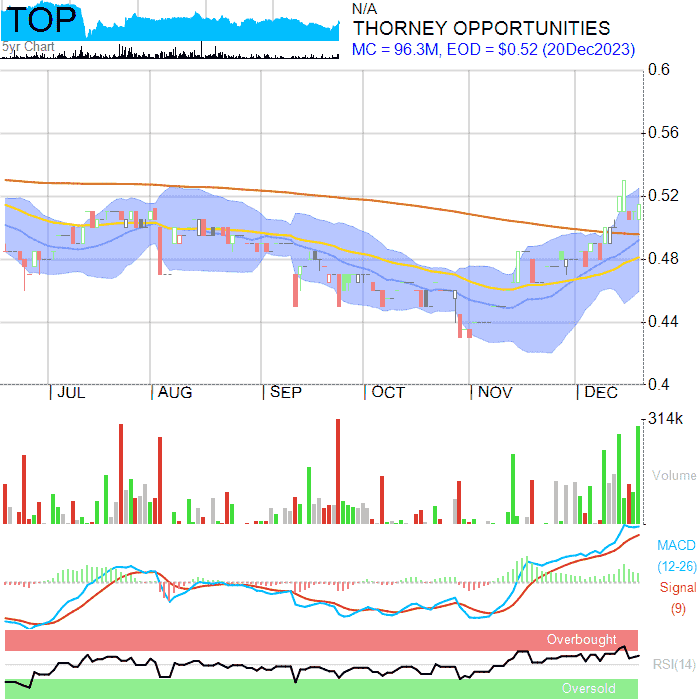 TOP
5yr Chart
N/A
THORNEY OPPORTUNITIES
MC = 96.3M, EOD = $0.52 (20Dec2023)
0.6
0.56
0.52
0.48
0.44
0.4
JUL AUG SEP OCT NOV DEC
314k
Volume
MACD
(12-26)
Signal
(9)
Overbought
RSI(14)
Oversold